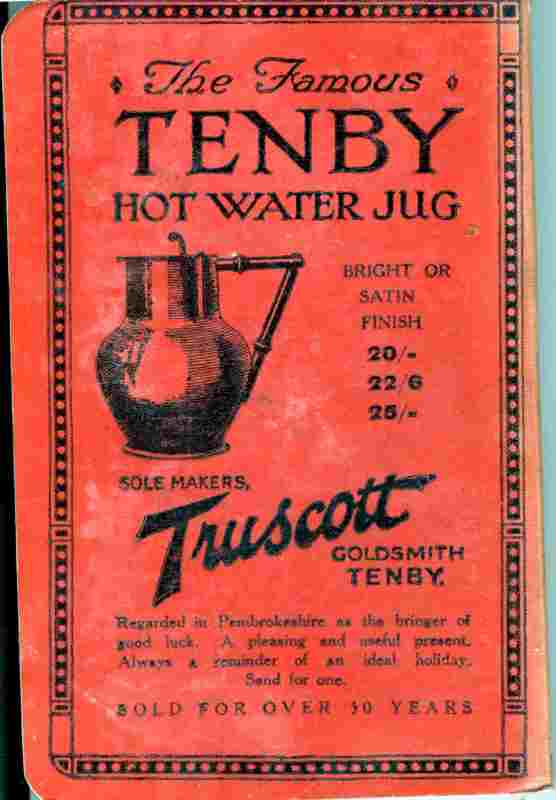 The Famous
TENBY
HOT WATER JUG
BRIGHT OR
SATIN
FINISH
20/-
22/6
25/-
SOLE MAKERS,
Truscott
GOLDSMITH
TENBY.
Regarded in Pembrokeshire as the bringer of
good luck. A pleasing and useful present.
Always a reminder of an ideal holiday.
Send for one.
SOLD FOR OVER 50 YEARS